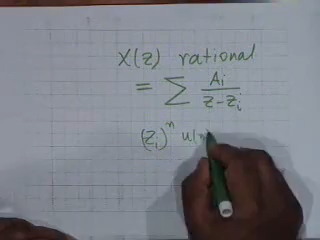 X(z) rational
= ∑ Ai / (z - zi)
(zi)^n u(n